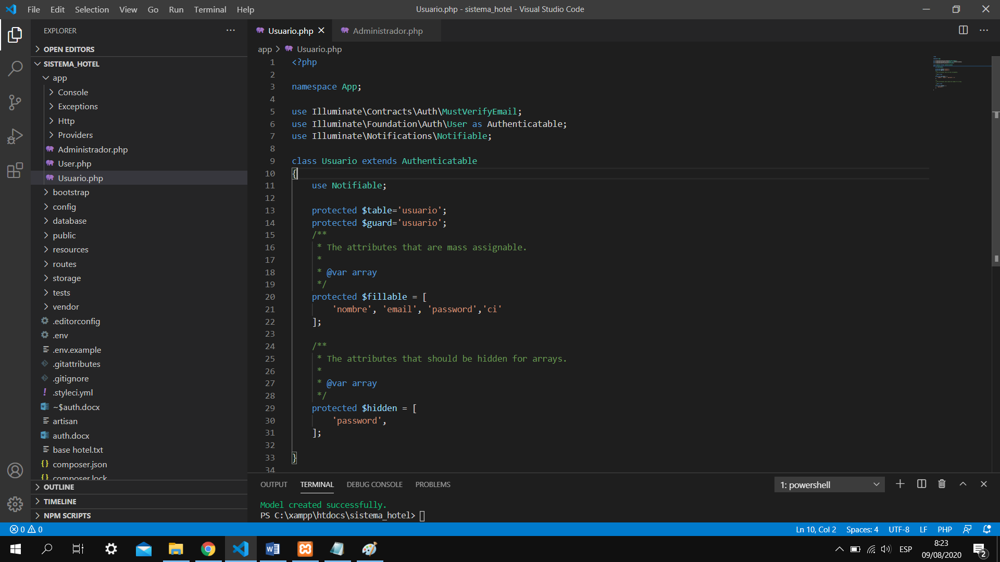 File Edit Selection View Go Run Terminal Help
Usuario.php - sistema_hotel - Visual Studio Code
EXPLORER
OPEN EDITORS
SISTEMA_HOTEL
app
Console
Exceptions
Http
Providers
Administrador.php
User.php
Usuario.php
bootstrap
config
database
public
resources
routes
storage
tests
vendor
.editorconfig
.env
.env.example
.gitattributes
.gitignore
.styleci.yml
~$auth.docx
artisan
auth.docx
base hotel.txt
composer.json
composer.lock
OUTLINE
TIMELINE
NPM SCRIPTS
Usuario.php
Administrador.php
app > Usuario.php
1 <?php
2
3 namespace App;
4
5 use Illuminate\Contracts\Auth\MustVerifyEmail;
6 use Illuminate\Foundation\Auth\User as Authenticatable;
7 use Illuminate\Notifications\Notifiable;
8
9 class Usuario extends Authenticatable
10 {
11 use Notifiable;
12
13 protected $table='usuario';
14 protected $guard='usuario';
15 /**
16 * The attributes that are mass assignable.
17 *
18 * @var array
19 */
20 protected $fillable = [
21 'nombre', 'email', 'password','ci'
22 ];
23
24 /**
25 * The attributes that should be hidden for arrays.
26 *
27 * @var array
28 */
29 protected $hidden = [
30 'password',
31 ];
32
33 }
34
OUTPUT TERMINAL DEBUG CONSOLE PROBLEMS
1: powershell
Model created successfully.
PS C:\xampp\htdocs\sistema_hotel>
0 0
Ln 10, Col 2 Spaces: 4 UTF-8 LF PHP
ESP
8:23
09/08/2020
2